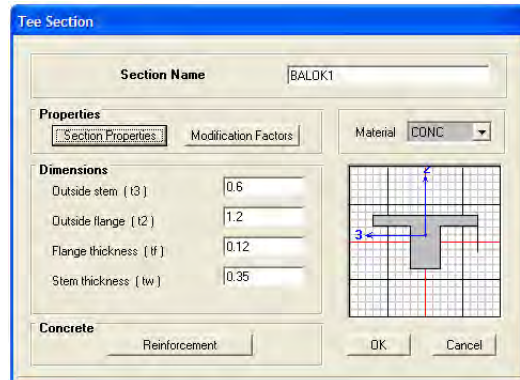 Tee Section
Section Name BALOK1
Properties
Section Properties Modification Factors
Material CONC
Dimensions
Outside stem ( t3 ) 0.6
Outside flange ( t2 ) 1.2
Flange thickness ( tf ) 0.12
Stem thickness ( tw ) 0.35
2
3
Concrete
Reinforcement
OK Cancel